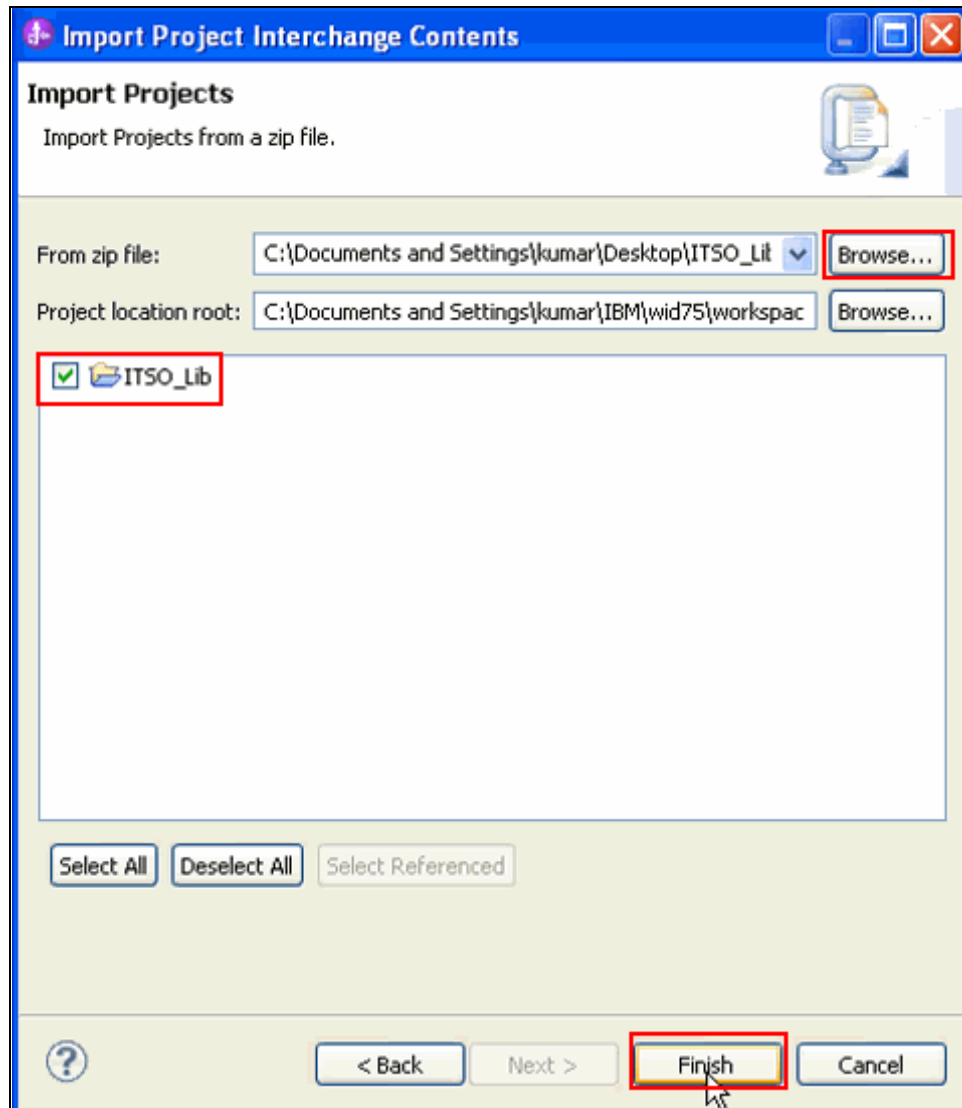 Import Project Interchange Contents
Import Projects
Import Projects from a zip file.
From zip file: C:\Documents and Settings\kumar\Desktop\ITSO_Lib Browse...
Project location root: C:\Documents and Settings\kumar\IBM\wid75\workspac Browse...
ITSO_Lib
Select All Deselect All Select Referenced
? < Back Next > Finish Cancel